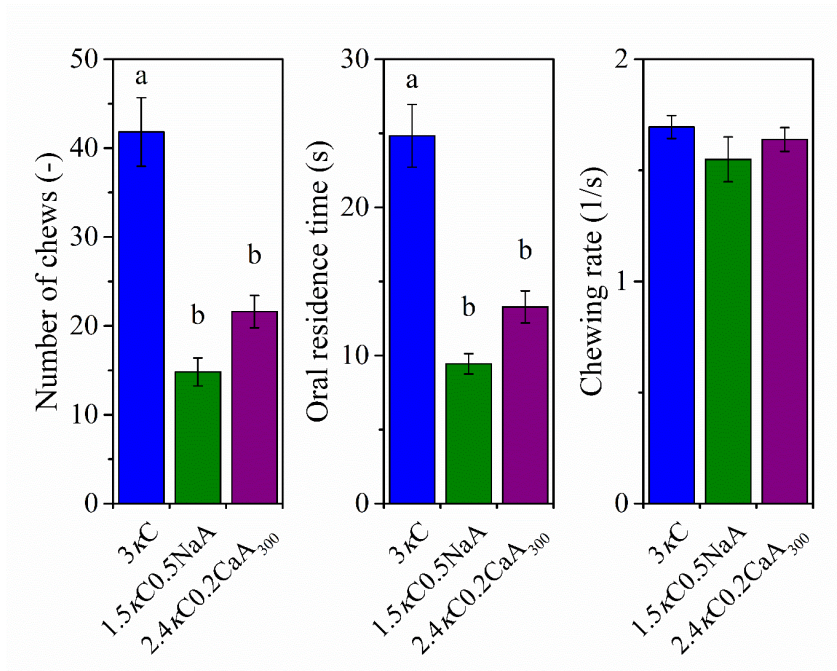 Number of chews (-)
50
40
30
20
10
0
a
b
b
3κC
1.5κC0.5NaA
2.4κC0.2CaA300
Oral residence time (s)
30
20
10
0
a
b
b
3κC
1.5κC0.5NaA
2.4κC0.2CaA300
Chewing rate (1/s)
2
1
0
3κC
1.5κC0.5NaA
2.4κC0.2CaA300